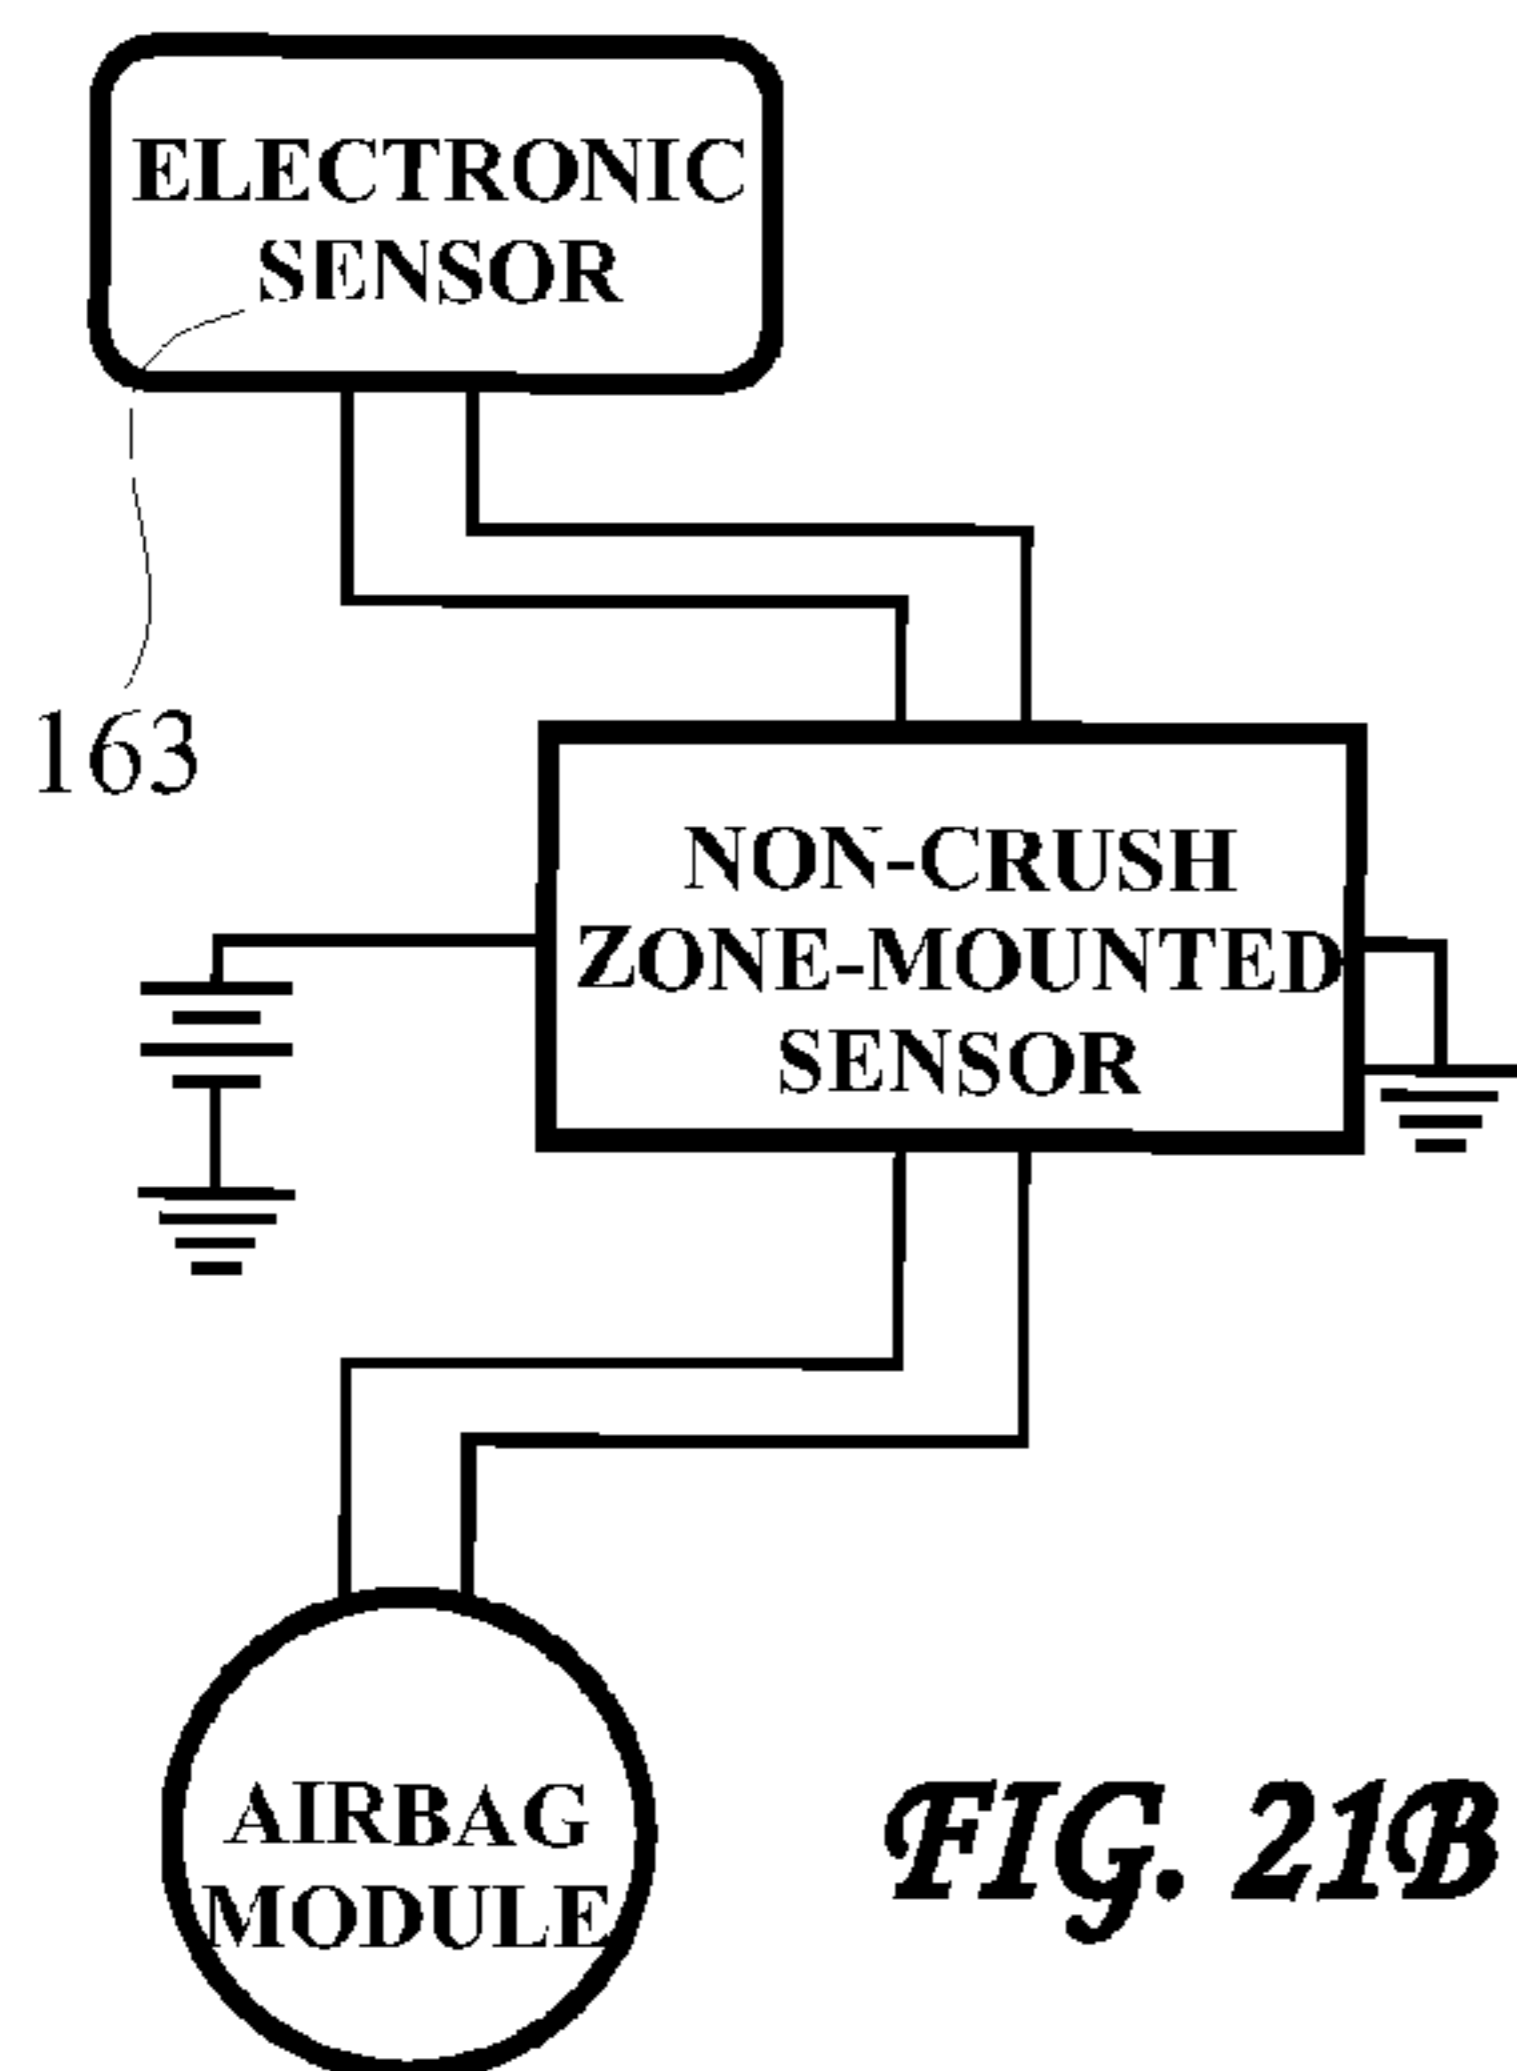 ELECTRONIC
SENSOR
163
NON-CRUSH
ZONE-MOUNTED
SENSOR
AIRBAG
MODULE
FIG. 21B